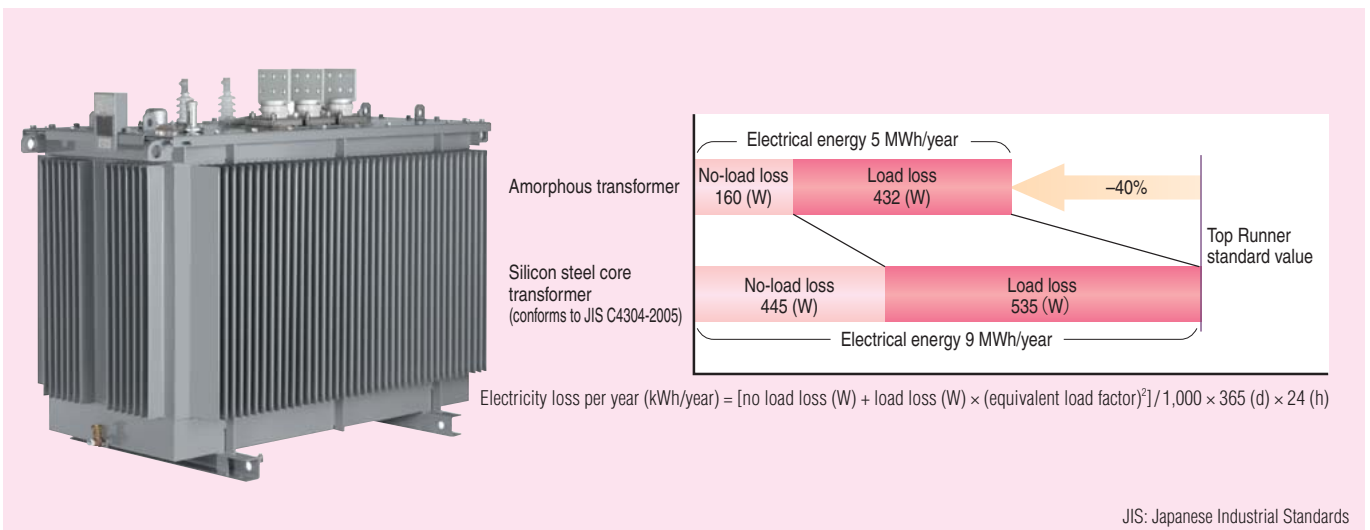 Electrical energy 5 MWh/year
Amorphous transformer
No-load loss
160 (W)
Load loss
432 (W)
–40%
Top Runner
standard value
Silicon steel core
transformer
(conforms to JIS C4304-2005)
No-load loss
445 (W)
Load loss
535 (W)
Electrical energy 9 MWh/year
Electricity loss per year (kWh/year) = [no load loss (W) + load loss (W) × (equivalent load factor)²] / 1,000 × 365 (d) × 24 (h)
JIS: Japanese Industrial Standards